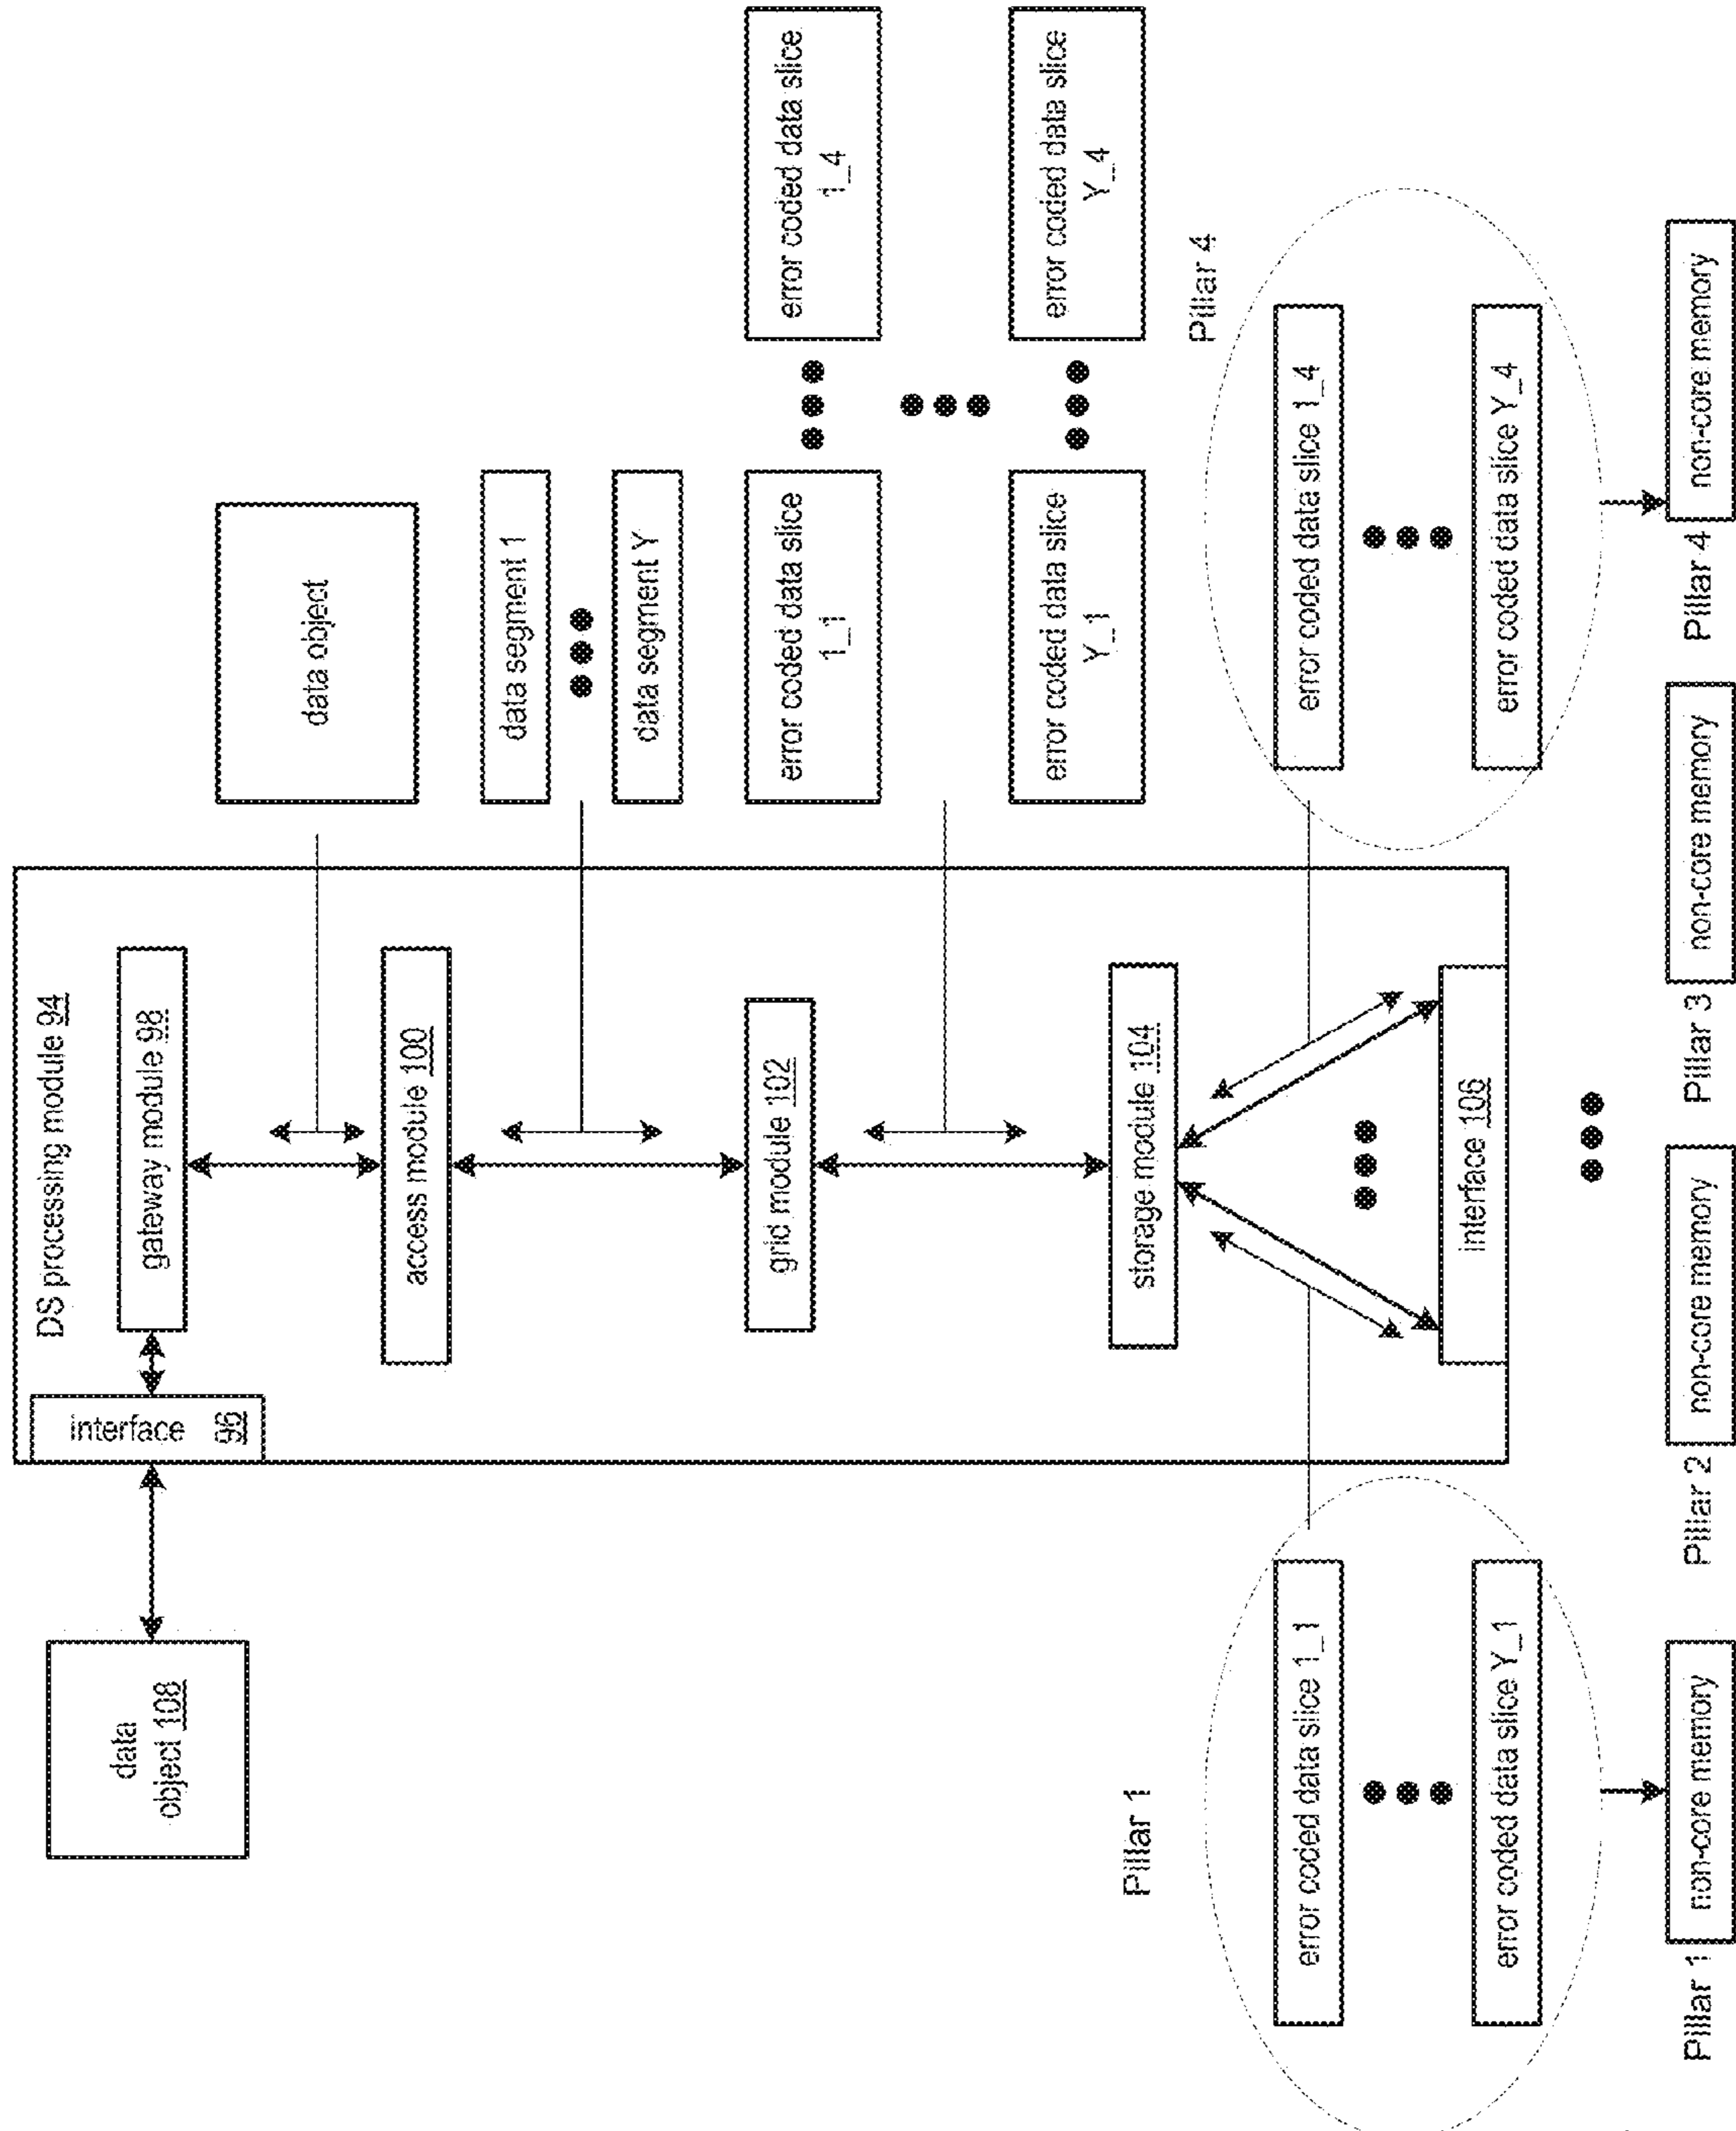 DS processing module 94
data
object 108
interface 96
gateway module 98
data object
access module 100
data segment 1
data segment Y
grid module 102
error coded data slice
1_1
error coded data slice
1_4
error coded data slice
Y_1
error coded data slice
Y_4
storage module 104
interface 106
Pillar 1
error coded data slice 1_1
error coded data slice Y_1
Pillar 4
error coded data slice 1_4
error coded data slice Y_4
Pillar 1 non-core memory
Pillar 2 non-core memory
Pillar 3 non-core memory
Pillar 4 non-core memory